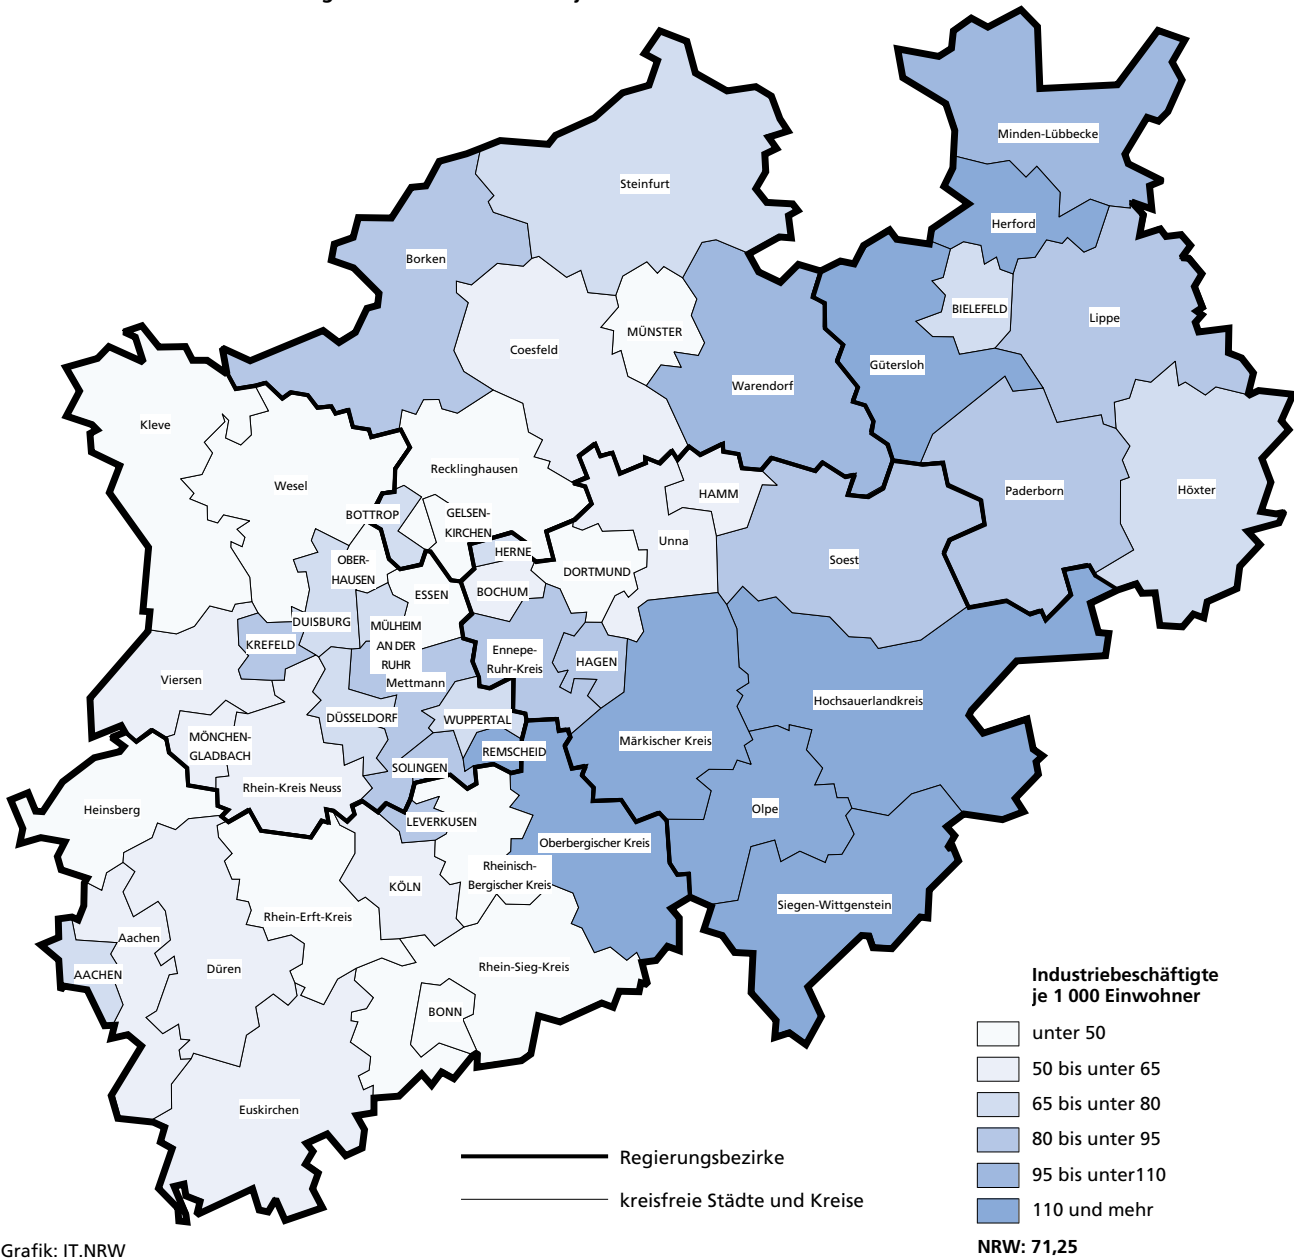 Minden-Lübbecke
Steinfurt
Herford
Borken
BIELEFELD
Lippe
MÜNSTER
Coesfeld
Gütersloh
Warendorf
Kleve
Recklinghausen
Wesel
HAMM
Paderborn
Höxter
BOTTROP
GELSEN-
KIRCHEN
Unna
HERNE
Soest
OBER-
HAUSEN
DORTMUND
ESSEN
BOCHUM
DUISBURG
MÜLHEIM
AN DER
RUHR
KREFELD
Ennepe-
Ruhr-Kreis
HAGEN
Viersen
Mettmann
Hochsauerlandkreis
DÜSSELDORF
WUPPERTAL
MÖNCHEN-
GLADBACH
Märkischer Kreis
REMSCHEID
SOLINGEN
Rhein-Kreis Neuss
Heinsberg
Olpe
LEVERKUSEN
Oberbergischer Kreis
Rheinisch-
Bergischer Kreis
KÖLN
Siegen-Wittgenstein
Rhein-Erft-Kreis
Aachen
Rhein-Sieg-Kreis
Düren
AACHEN
BONN
Euskirchen
Industriebeschäftigte
je 1 000 Einwohner
unter 50
50 bis unter 65
65 bis unter 80
80 bis unter 95
95 bis unter110
110 und mehr
NRW: 71,25
Regierungsbezirke
kreisfreie Städte und Kreise
Grafik: IT.NRW